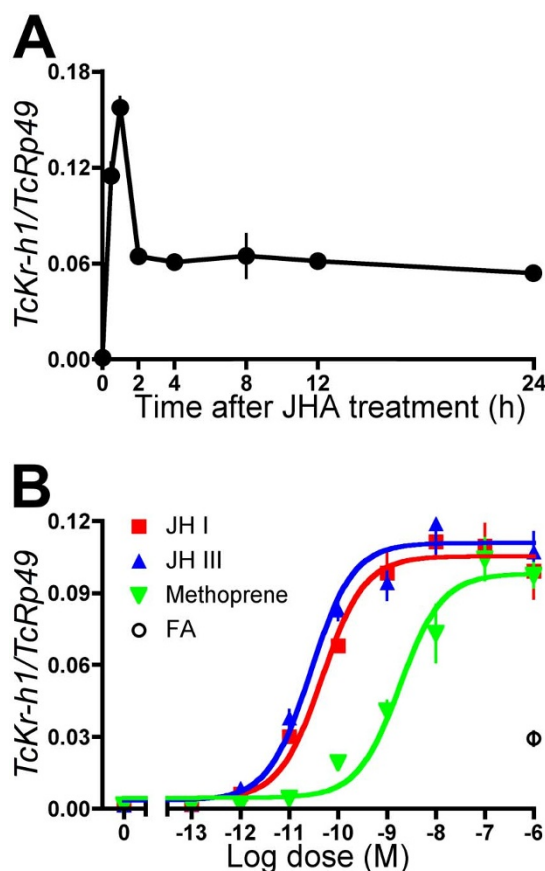 A
TcKr-h1/TcRp49
0.18
0.12
0.06
0.00
0 2 4 8 12 24
Time after JHA treatment (h)
B
TcKr-h1/TcRp49
0.12
0.09
0.06
0.03
0.00
JH I
JH III
Methoprene
FA
0 -13 -12 -11 -10 -9 -8 -7 -6
Log dose (M)